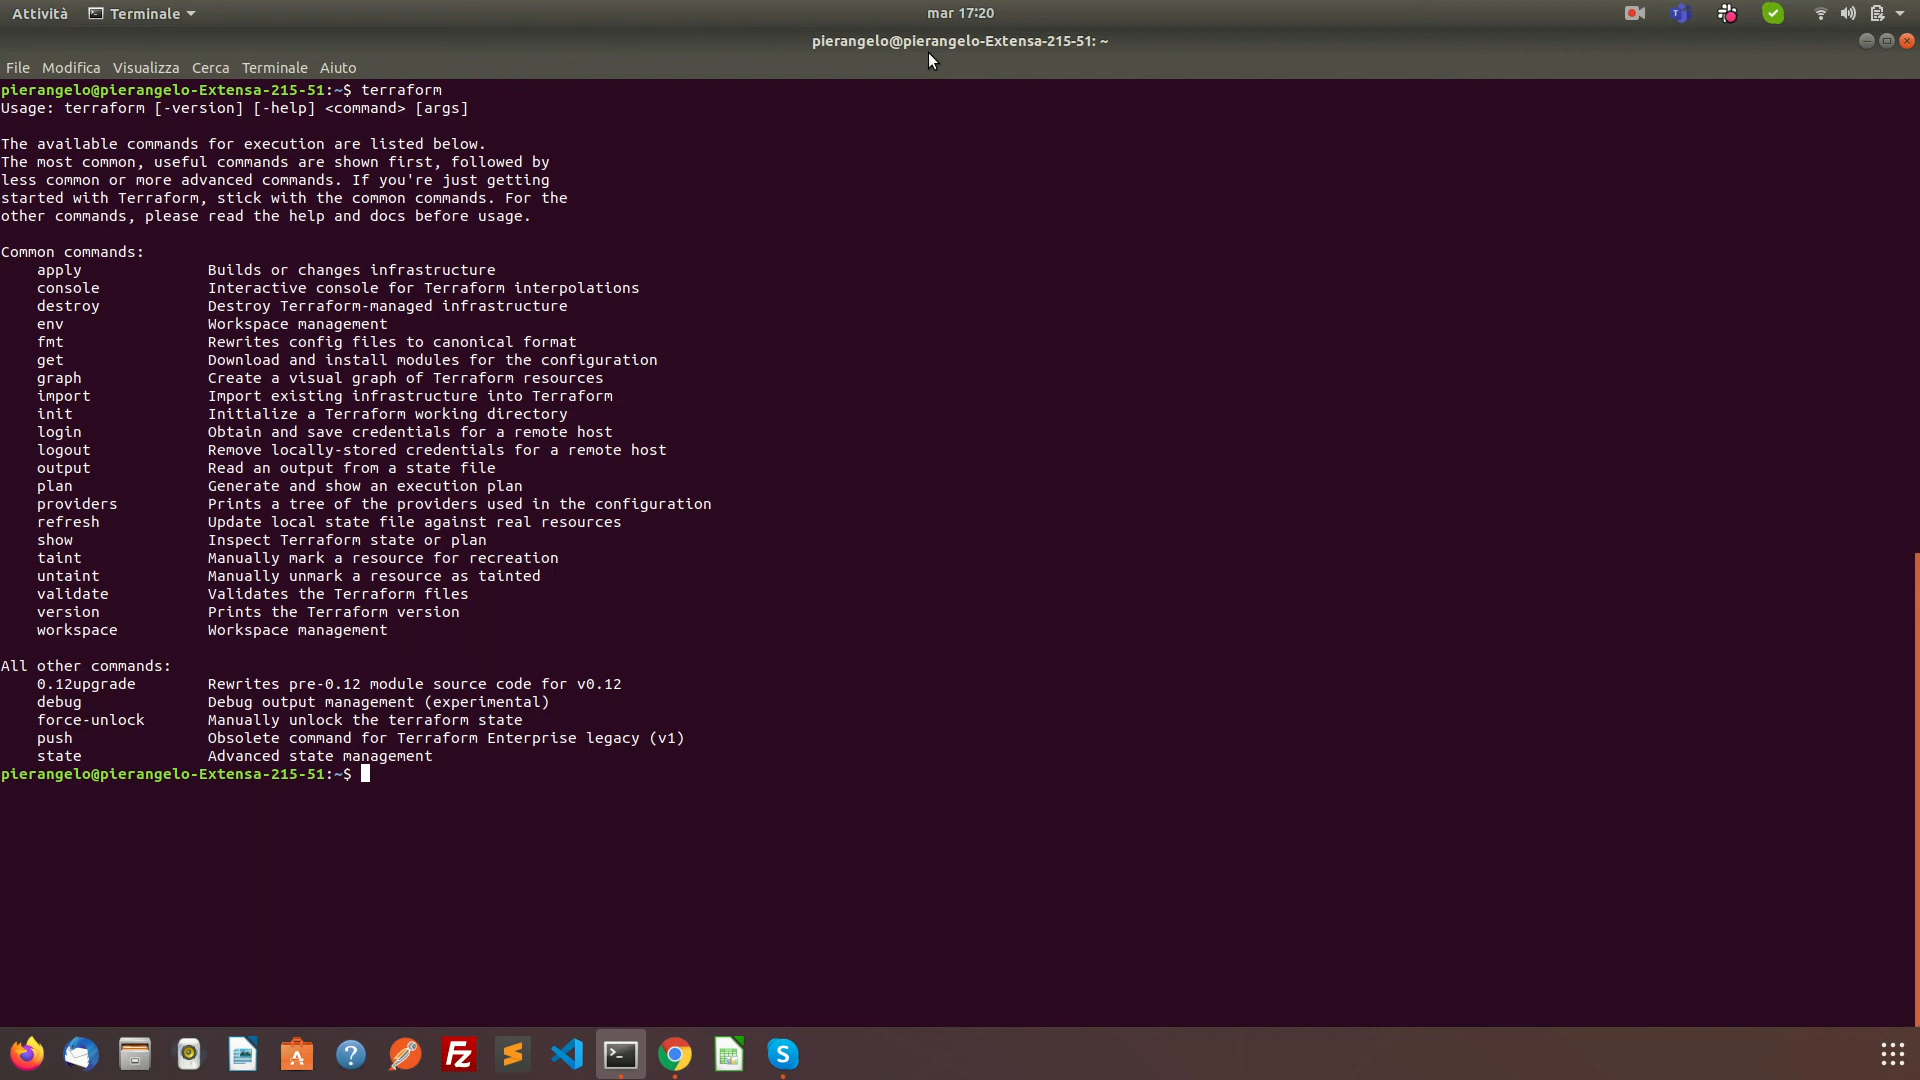 Attività Terminale mar 17:20
pierangelo@pierangelo-Extensa-215-51: ~
File Modifica Visualizza Cerca Terminale Aiuto
pierangelo@pierangelo-Extensa-215-51:~$ terraform
Usage: terraform [-version] [-help] <command> [args]
The available commands for execution are listed below.
The most common, useful commands are shown first, followed by
less common or more advanced commands. If you're just getting
started with Terraform, stick with the common commands. For the
other commands, please read the help and docs before usage.
Common commands:
apply Builds or changes infrastructure
console Interactive console for Terraform interpolations
destroy Destroy Terraform-managed infrastructure
env Workspace management
fmt Rewrites config files to canonical format
get Download and install modules for the configuration
graph Create a visual graph of Terraform resources
import Import existing infrastructure into Terraform
init Initialize a Terraform working directory
login Obtain and save credentials for a remote host
logout Remove locally-stored credentials for a remote host
output Read an output from a state file
plan Generate and show an execution plan
providers Prints a tree of the providers used in the configuration
refresh Update local state file against real resources
show Inspect Terraform state or plan
taint Manually mark a resource for recreation
untaint Manually unmark a resource as tainted
validate Validates the Terraform files
version Prints the Terraform version
workspace Workspace management
All other commands:
0.12upgrade Rewrites pre-0.12 module source code for v0.12
debug Debug output management (experimental)
force-unlock Manually unlock the terraform state
push Obsolete command for Terraform Enterprise legacy (v1)
state Advanced state management
pierangelo@pierangelo-Extensa-215-51:~$